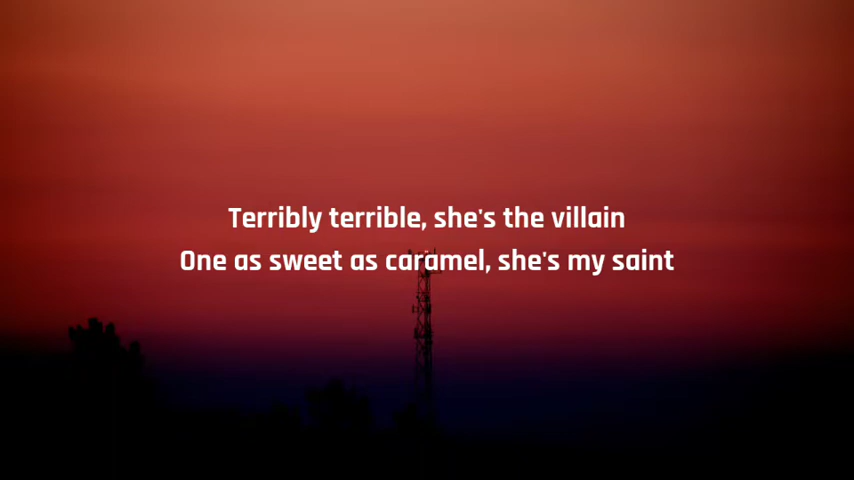 Terribly terrible, she's the villain
One as sweet as caramel, she's my saint